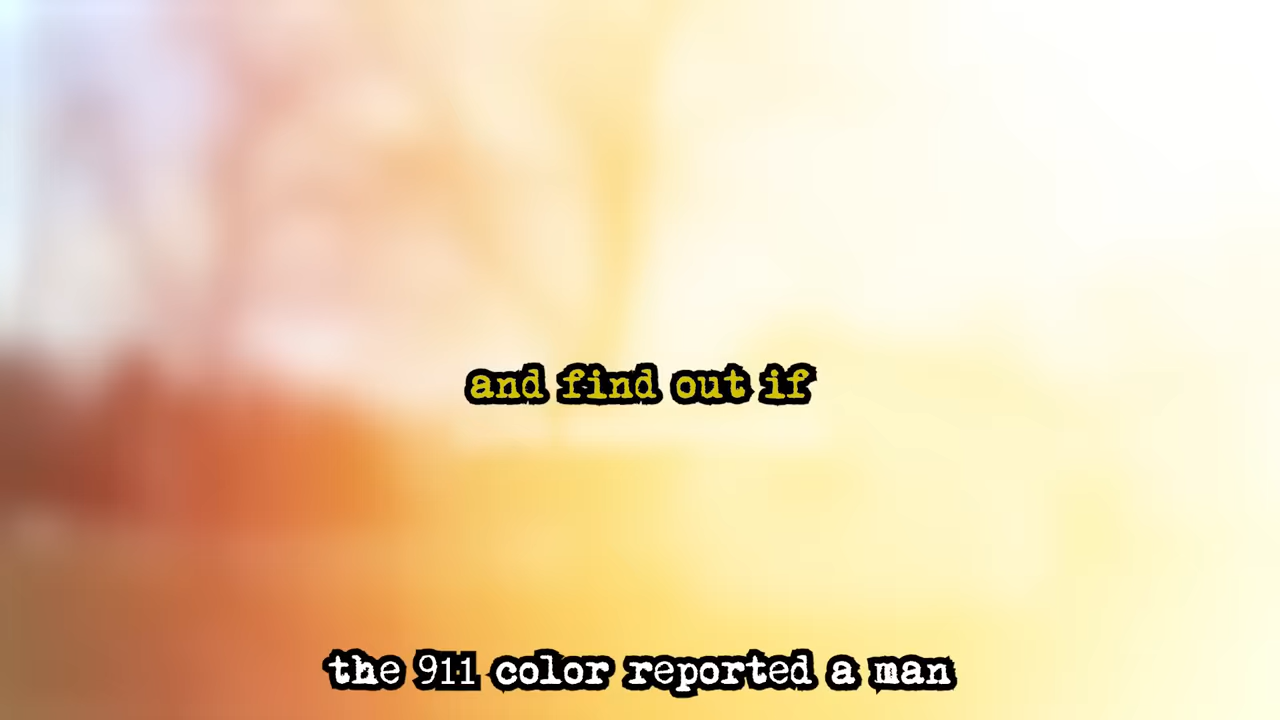 and find out if
the 911 color reported a man